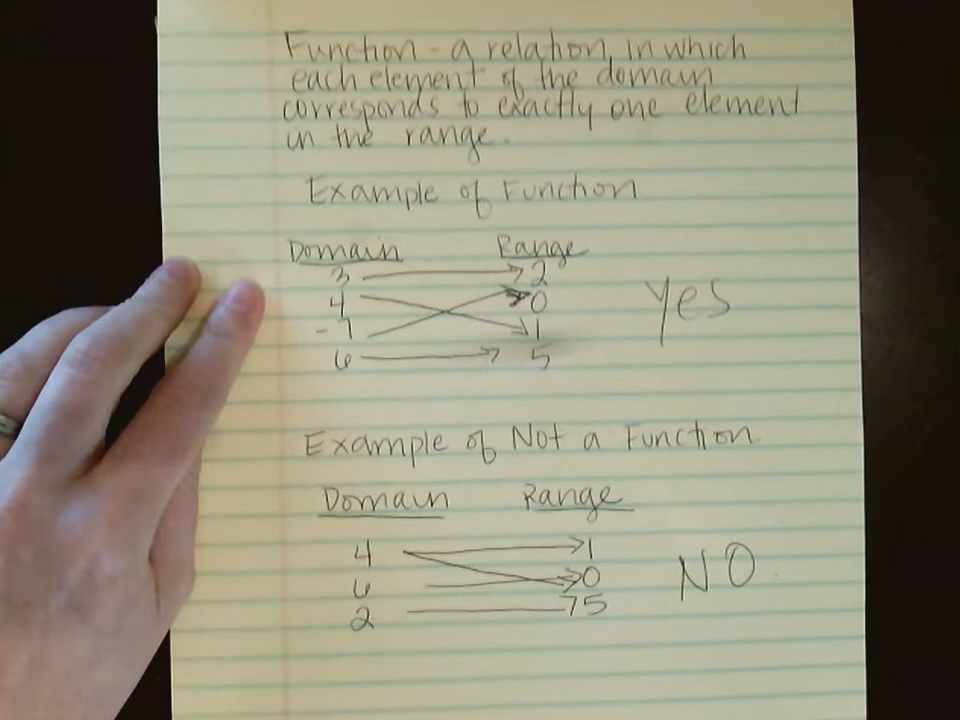 Function - a relation in which
each element of the domain
corresponds to exactly one element
in the range.
Example of Function
Domain Range
3 → 2
4 0
-7 1
6 → 5
Yes
Example of Not a Function
Domain Range
4 → 1
6 → 0
2 → 5
NO